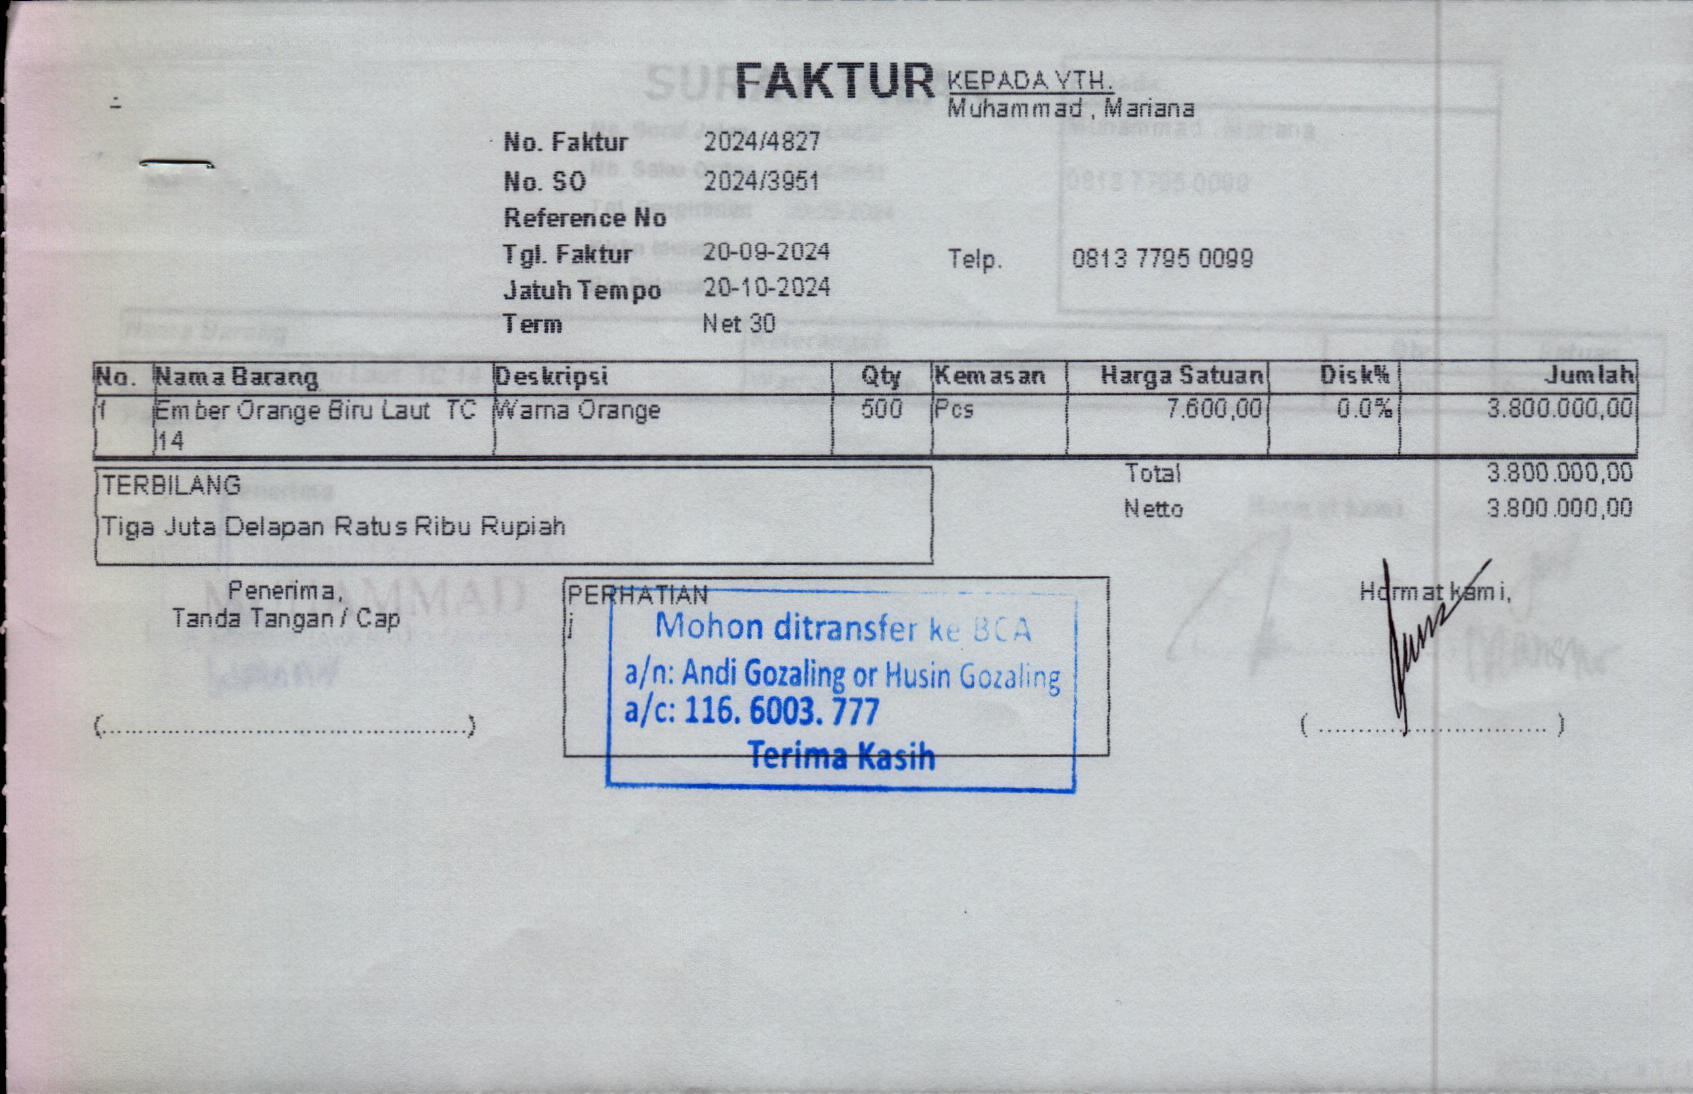 FAKTUR
KEPADA YTH.
Muhammad , Mariana
No. Faktur 2024/4827
No. SO 2024/3951
Reference No
Tgl. Faktur 20-09-2024
Telp. 0813 7795 0099
Jatuh Tempo 20-10-2024
Term Net 30
No. Nama Barang Deskripsi Qty Kemasan Harga Satuan Disk% Jumlah
1 Ember Orange Biru Laut TC Warna Orange 500 Pcs 7.600,00 0.0% 3.800.000,00
14
Total 3.800.000,00
TERBILANG
Netto 3.800.000,00
Tiga Juta Delapan Ratus Ribu Rupiah
Penerima,
Tanda Tangan / Cap
(.................................................)
PERHATIAN
Mohon ditransfer ke BCA
a/n: Andi Gozaling or Husin Gozaling
a/c: 116. 6003. 777
Terima Kasih
Hormat kami,
( ............................... )